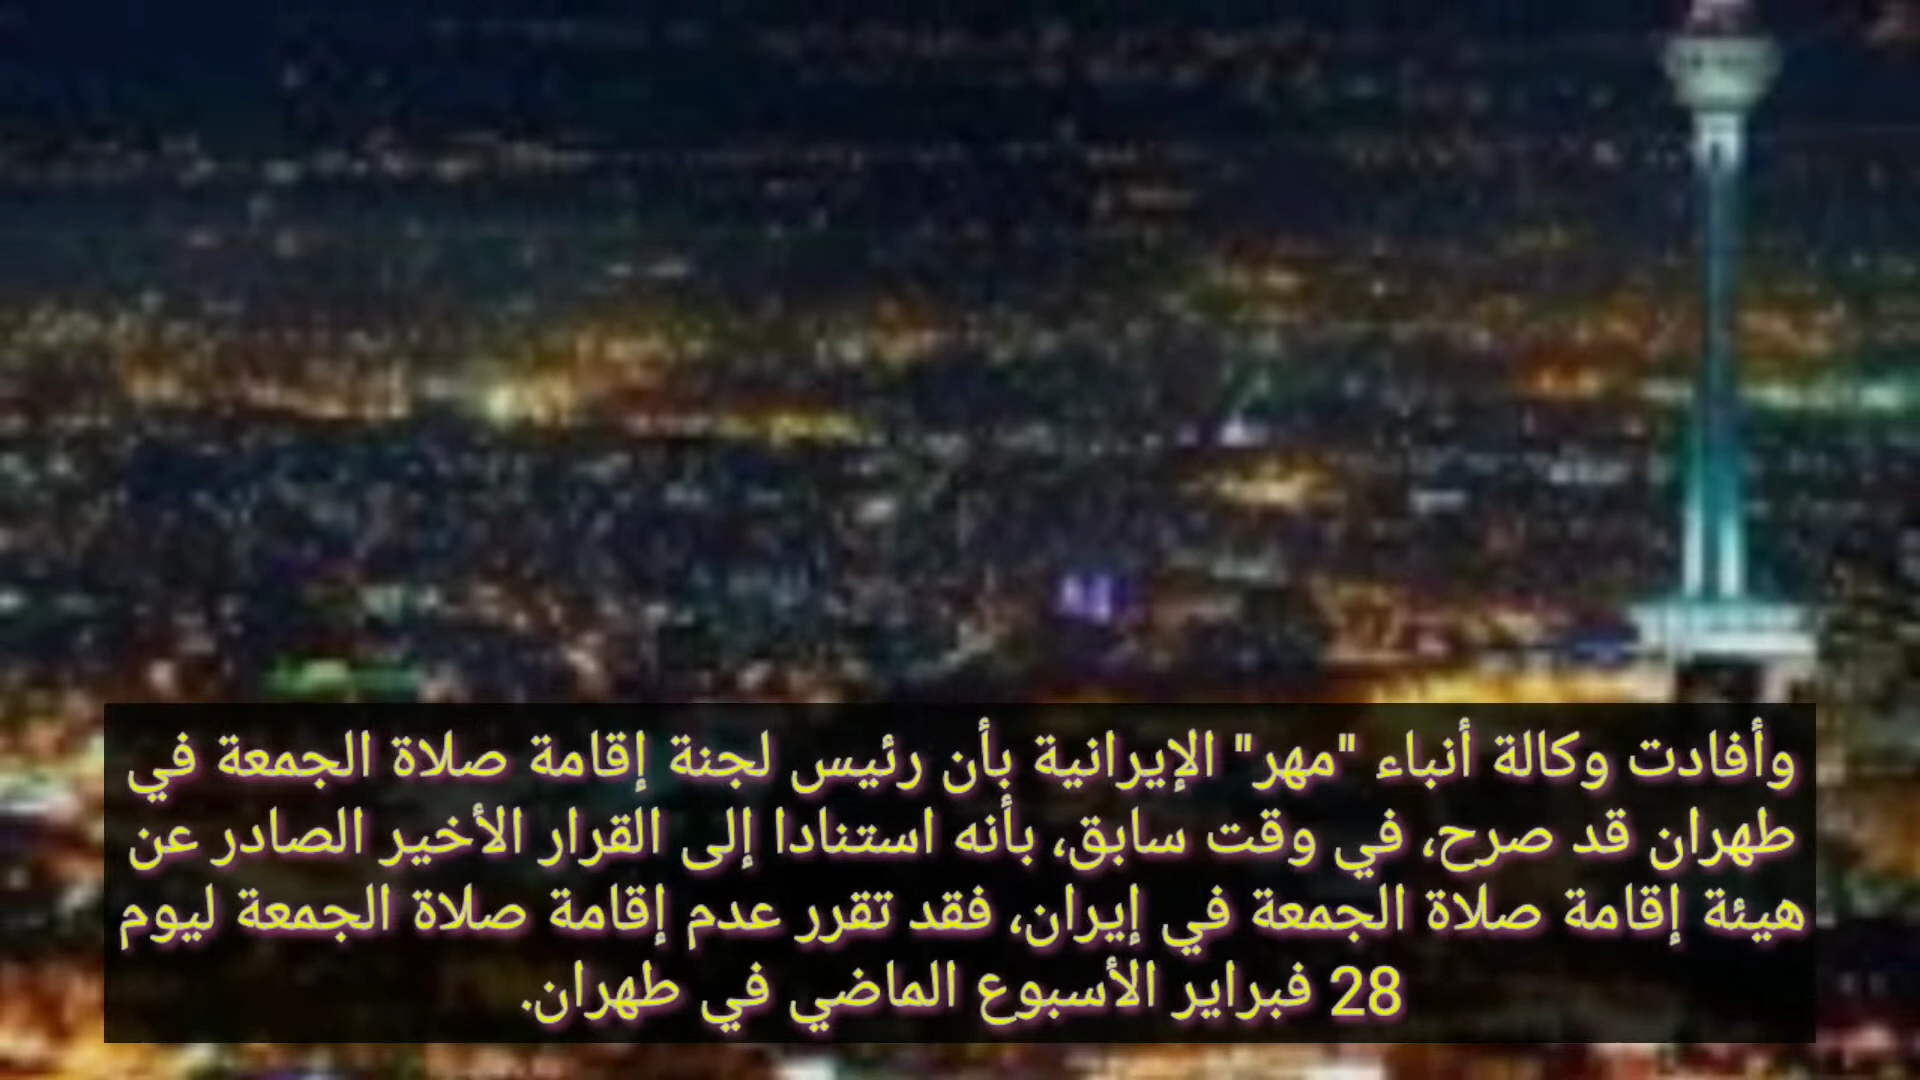 وأفادت وكالة أنباء "مهر" الإيرانية بأن رئيس لجنة إقامة صلاة الجمعة في
طهران قد صرح، في وقت سابق، بأنه استنادا إلى القرار الأخير الصادر عن
هيئة إقامة صلاة الجمعة في إيران، فقد تقرر عدم إقامة صلاة الجمعة ليوم
28 فبراير الأسبوع الماضي في طهران.